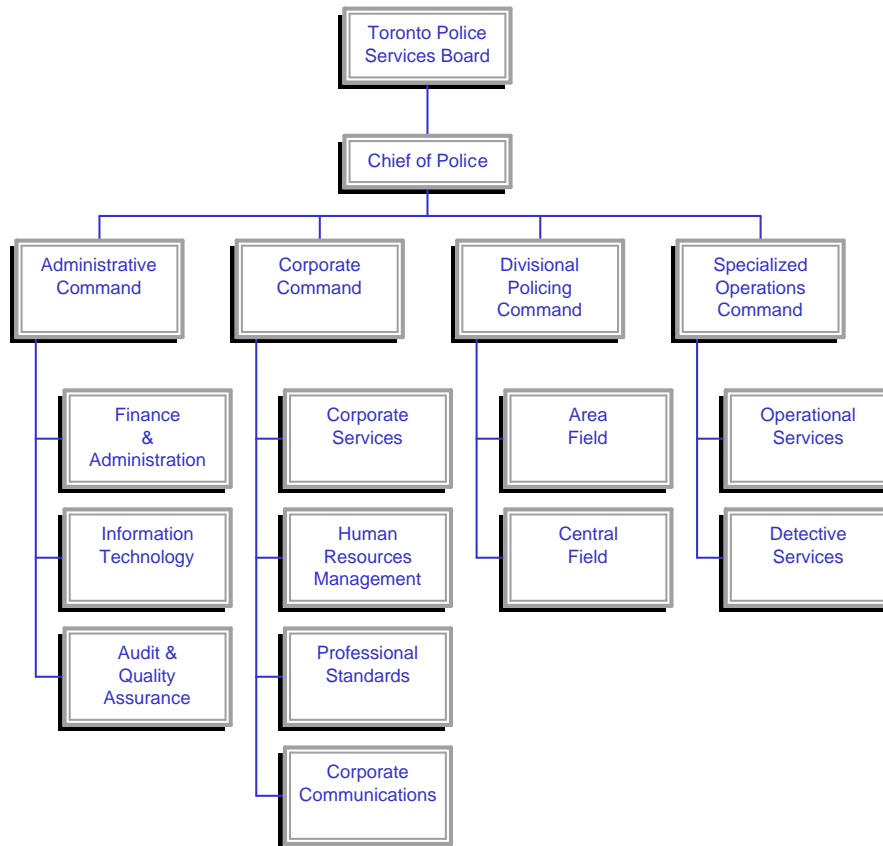 Toronto Police
Services Board
Chief of Police
Administrative
Command
Corporate
Command
Divisional
Policing
Command
Specialized
Operations
Command
Finance
&
Administration
Corporate
Services
Area
Field
Operational
Services
Information
Technology
Human
Resources
Management
Central
Field
Detective
Services
Audit &
Quality
Assurance
Professional
Standards
Corporate
Communications